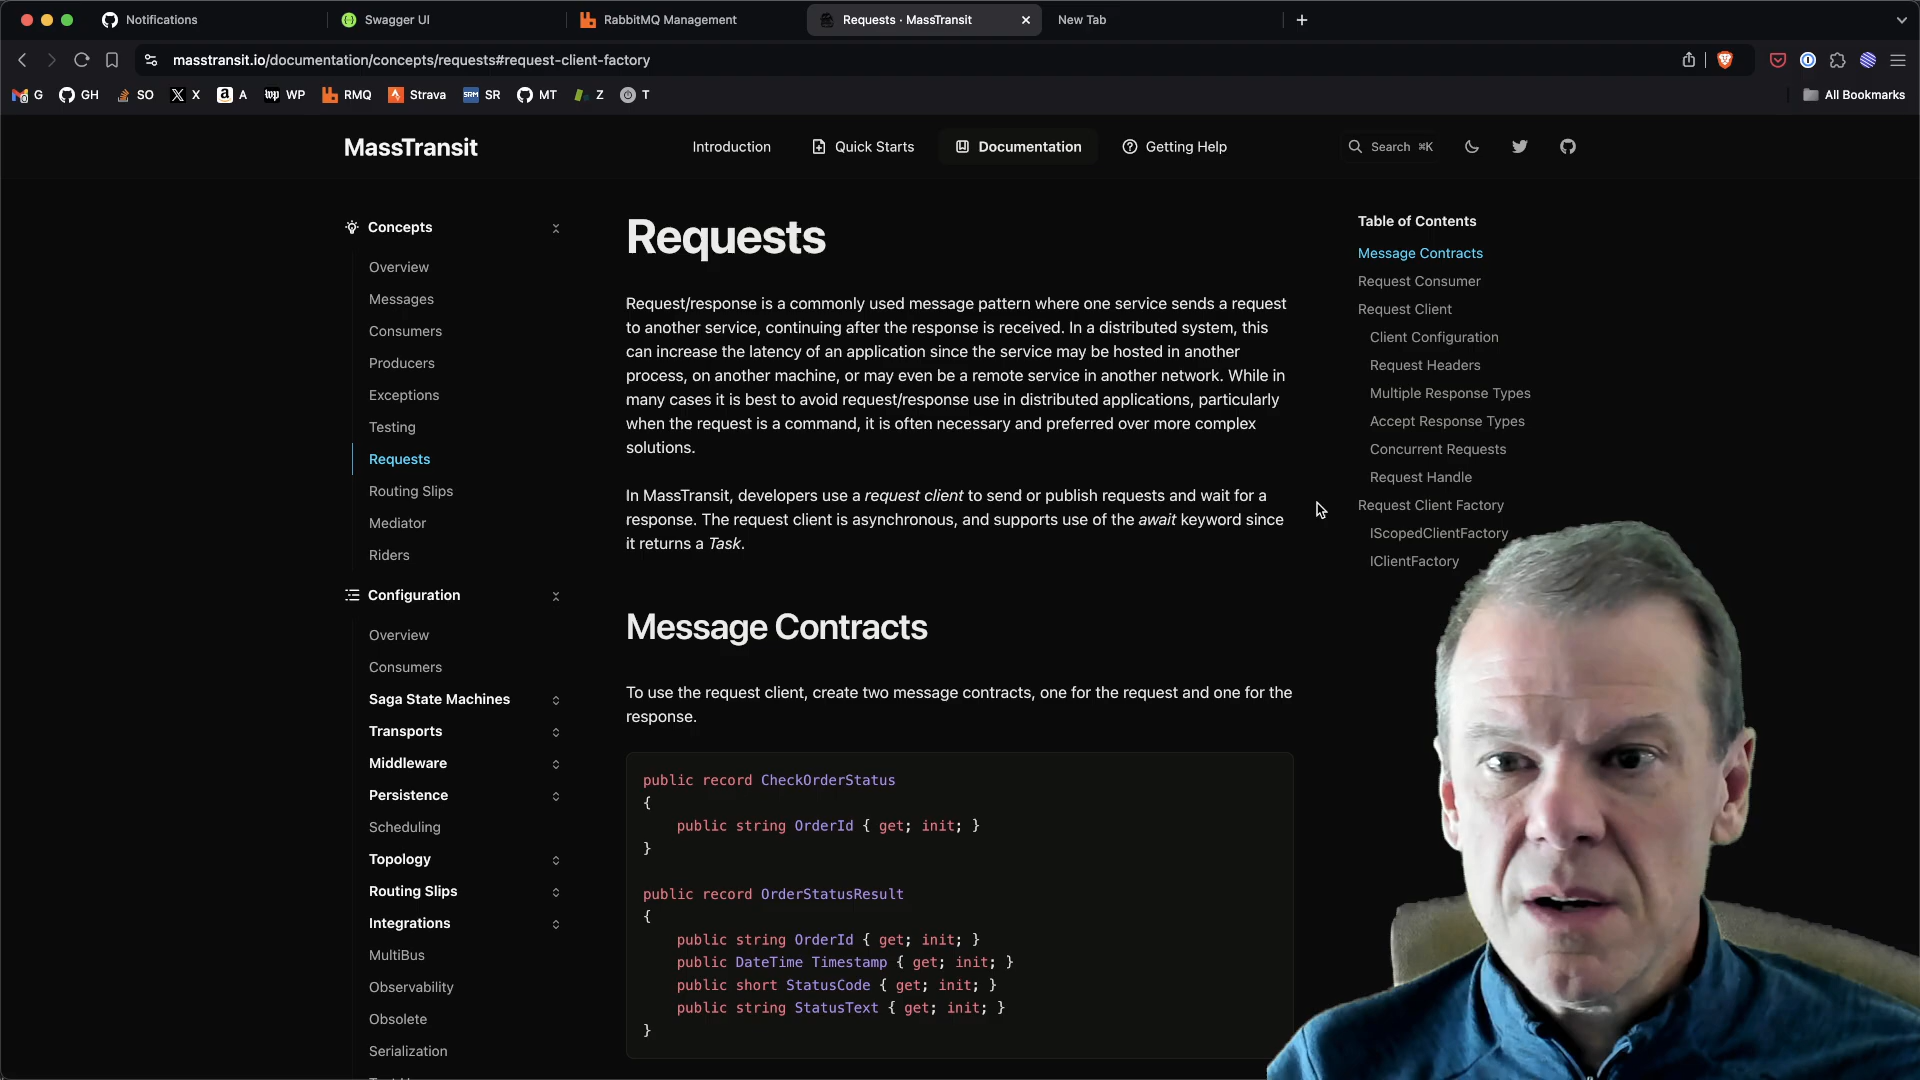 Notifications
Swagger UI
RabbitMQ Management
Requests · MassTransit
New Tab
masstransit.io/documentation/concepts/requests#request-client-factory
G
GH
SO
X
A
WP
RMQ
Strava
SR
MT
Z
T
All Bookmarks
MassTransit
Introduction
Quick Starts
Documentation
Getting Help
Search ⌘K
Concepts
Overview
Messages
Consumers
Producers
Exceptions
Testing
Requests
Routing Slips
Mediator
Riders
Configuration
Overview
Consumers
Saga State Machines
Transports
Middleware
Persistence
Scheduling
Topology
Routing Slips
Integrations
MultiBus
Observability
Obsolete
Serialization
Requests
Request/response is a commonly used message pattern where one service sends a request
to another service, continuing after the response is received. In a distributed system, this
can increase the latency of an application since the service may be hosted in another
process, on another machine, or may even be a remote service in another network. While in
many cases it is best to avoid request/response use in distributed applications, particularly
when the request is a command, it is often necessary and preferred over more complex
solutions.
In MassTransit, developers use a request client to send or publish requests and wait for a
response. The request client is asynchronous, and supports use of the await keyword since
it returns a Task.
Message Contracts
To use the request client, create two message contracts, one for the request and one for the
response.
public record CheckOrderStatus
{
public string OrderId { get; init; }
}
public record OrderStatusResult
{
public string OrderId { get; init; }
public DateTime Timestamp { get; init; }
public short StatusCode { get; init; }
public string StatusText { get; init; }
}
Table of Contents
Message Contracts
Request Consumer
Request Client
Client Configuration
Request Headers
Multiple Response Types
Accept Response Types
Concurrent Requests
Request Handle
Request Client Factory
IScopedClientFactory
IClientFactory